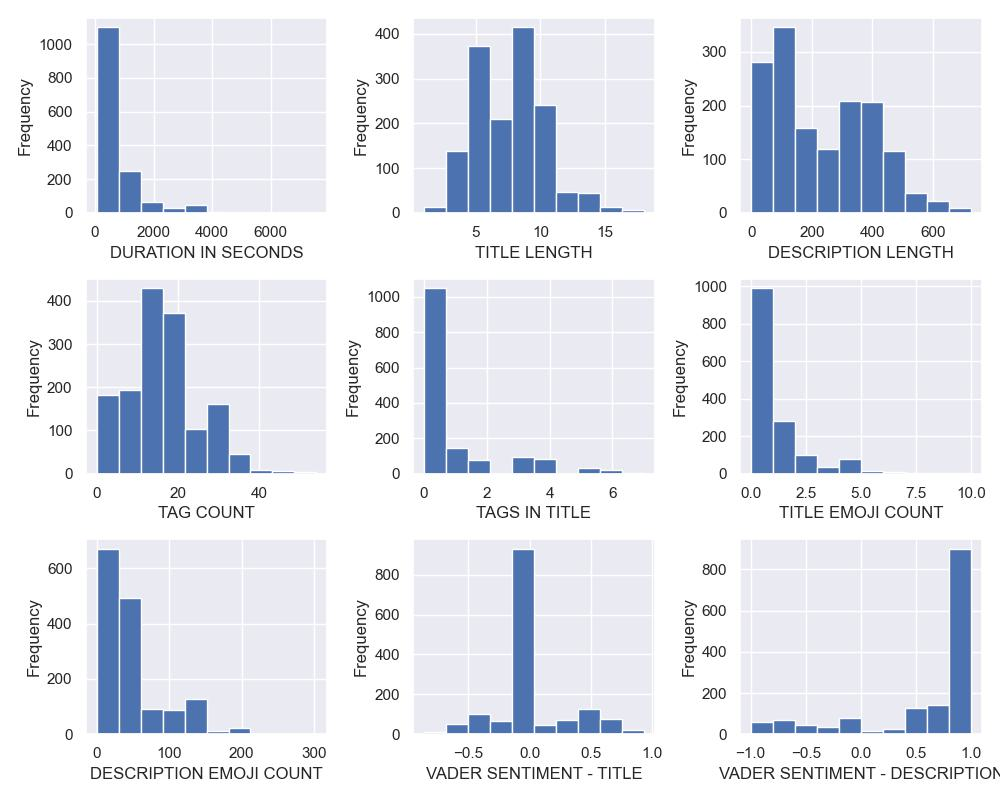 1000
800
600
400
200
0
Frequency
0 2000 4000 6000
DURATION IN SECONDS
400
300
200
100
0
Frequency
5 10 15
TITLE LENGTH
300
200
100
0
Frequency
0 200 400 600
DESCRIPTION LENGTH
400
300
200
100
0
Frequency
0 20 40
TAG COUNT
1000
800
600
400
200
0
Frequency
0 2 4 6
TAGS IN TITLE
1000
800
600
400
200
0
Frequency
0.0 2.5 5.0 7.5 10.0
TITLE EMOJI COUNT
600
400
200
0
Frequency
0 100 200 300
DESCRIPTION EMOJI COUNT
800
600
400
200
0
Frequency
−0.5 0.0 0.5 1.0
VADER SENTIMENT - TITLE
800
600
400
200
0
Frequency
−1.0 −0.5 0.0 0.5 1.0
VADER SENTIMENT - DESCRIPTION